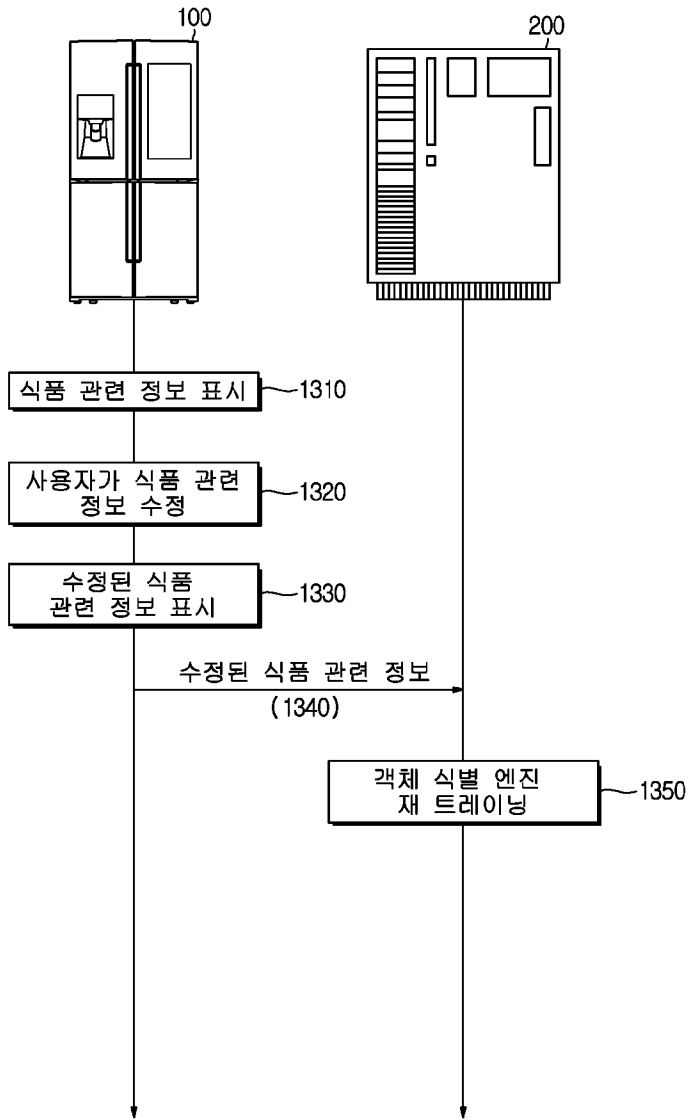 100
200
식품 관련 정보 표시
1310
사용자가 식품 관련
정보 수정
1320
수정된 식품
관련 정보 표시
1330
수정된 식품 관련 정보
(1340)
객체 식별 엔진
재 트레이닝
1350